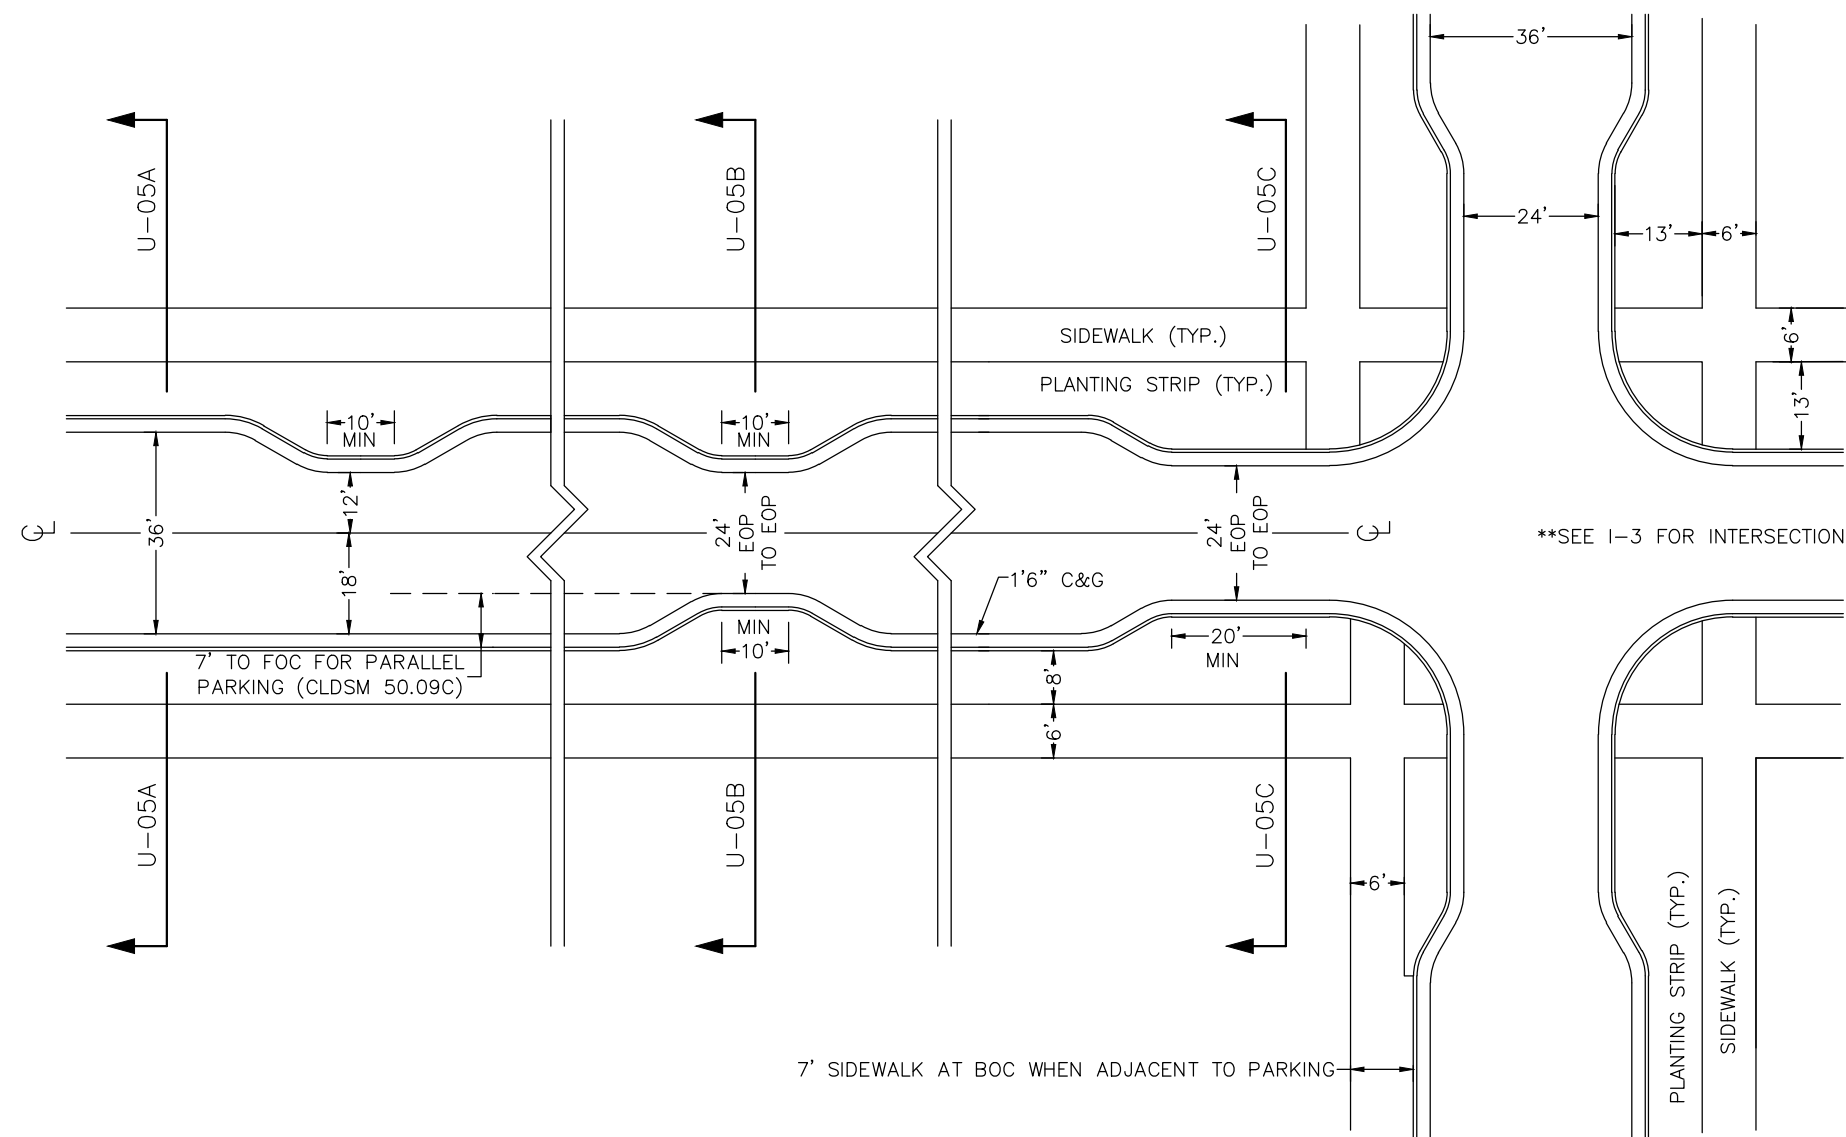 36'
U-05A
U-05B
U-05C
24'
13'
6'
SIDEWALK (TYP.)
6'
PLANTING STRIP (TYP.)
13'
10'
MIN
10'
MIN
36'
12'
18'
24'
EOP
TO EOP
24'
EOP
TO EOP
**SEE I-3 FOR INTERSECTION
1'6" C&G
MIN
10'
20'
MIN
7' TO FOC FOR PARALLEL
PARKING (CLDSM 50.09C)
8'
6'
U-05A
U-05B
U-05C
6'
PLANTING STRIP (TYP.)
SIDEWALK (TYP.)
7' SIDEWALK AT BOC WHEN ADJACENT TO PARKING